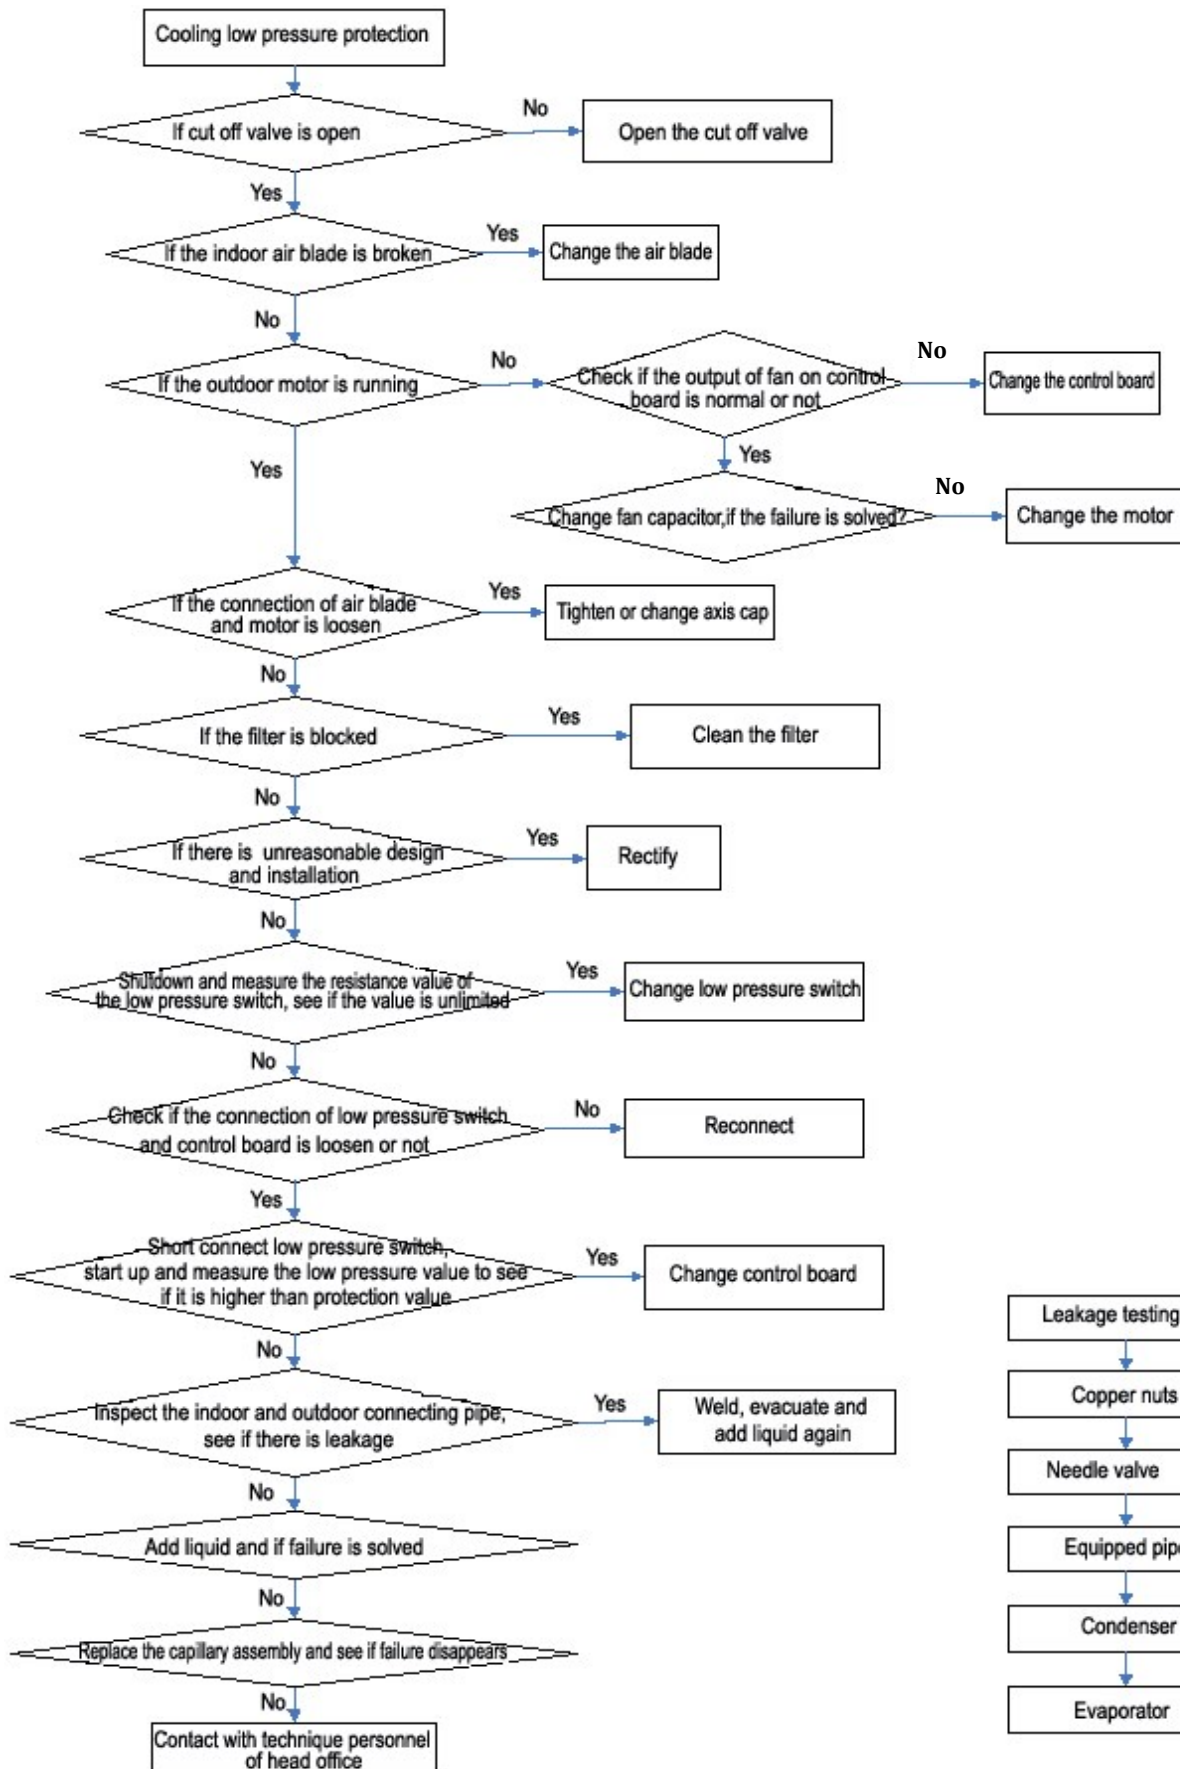 Cooling low pressure protection
If cut off valve is open
No
Open the cut off valve
Yes
If the indoor air blade is broken
Yes
Change the air blade
No
If the outdoor motor is running
No
Check if the output of fan on control
board is normal or not
No
Change the control board
Yes
Yes
Change fan capacitor,if the failure is solved?
No
Change the motor
If the connection of air blade
and motor is loosen
Yes
Tighten or change axis cap
No
If the filter is blocked
Yes
Clean the filter
No
If there is unreasonable design
and installation
Yes
Rectify
No
Shutdown and measure the resistance value of
the low pressure switch, see if the value is unlimited
Yes
Change low pressure switch
No
Check if the connection of low pressure switch
and control board is loosen or not
No
Reconnect
Yes
Short connect low pressure switch,
start up and measure the low pressure value to see
if it is higher than protection value
Yes
Change control board
No
Inspect the indoor and outdoor connecting pipe,
see if there is leakage
Yes
Weld, evacuate and
add liquid again
No
Add liquid and if failure is solved
No
Replace the capillary assembly and see if failure disappears
No
Contact with technique personnel
of head office
Leakage testing
Copper nuts
Needle valve
Equipped pipe
Condenser
Evaporator